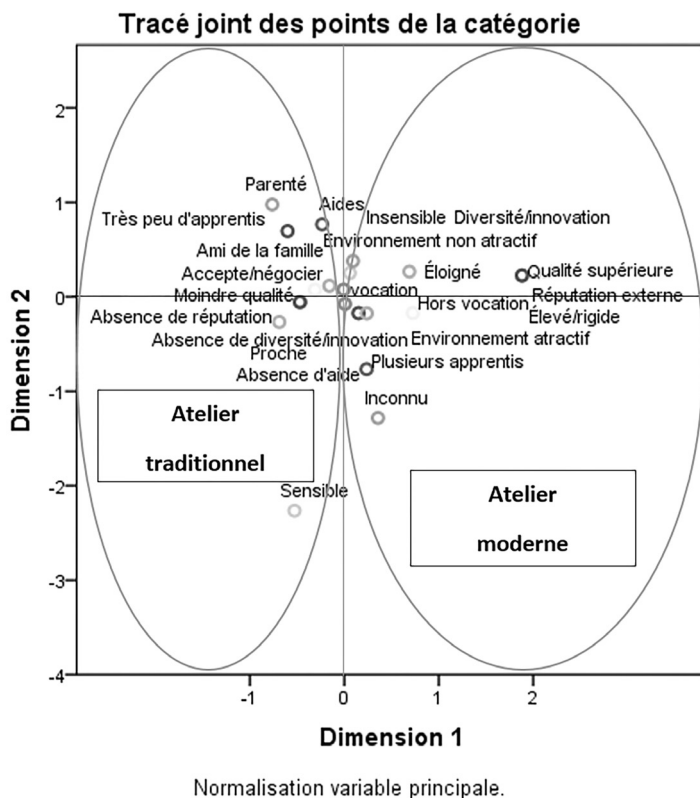 Tracé joint des points de la catégorie
2
1
0
-1
-2
-3
-4
Dimension 2
Parenté
Aides
Très peu d'apprentis
Insensible Diversité/innovation
Ami de la famille
Environnement non atractif
Accepte/négocier
Éloigné
Qualité supérieure
Moindre qualité
vocation
Hors vocation
Réputation externe
Absence de réputation
Élevé/rigide
Absence de diversité/innovation
Environnement atractif
Proche
Plusieurs apprentis
Absence d'aide
Inconnu
Atelier
traditionnel
Sensible
Atelier
moderne
-1
0
1
2
Dimension 1
Normalisation variable principale.